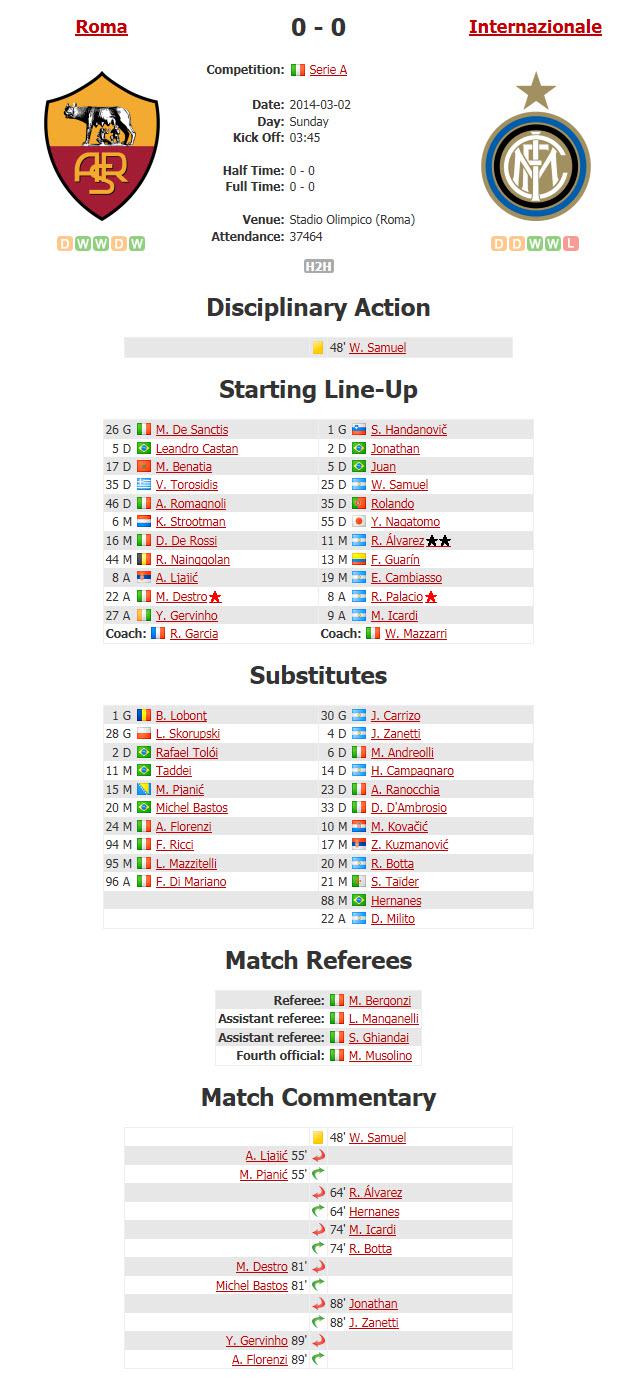 Roma 0 - 0 Internazionale
Competition: Serie A
Date: 2014-03-02
Day: Sunday
Kick Off: 03:45
Half Time: 0 - 0
Full Time: 0 - 0
Venue: Stadio Olimpico (Roma)
Attendance: 37464
ASR
D W W D W
D D W W L
H2H
Disciplinary Action
48' W. Samuel
Starting Line-Up
26 G M. De Sanctis 1 G S. Handanovič
5 D Leandro Castan 2 D Jonathan
17 D M. Benatia 5 D Juan
35 D V. Torosidis 25 D W. Samuel
46 D A. Romagnoli 35 D Rolando
6 M K. Strootman 55 D Y. Nagatomo
16 M D. De Rossi 11 M R. Álvarez
44 M R. Nainggolan 13 M F. Guarín
8 A A. Ljajić 19 M E. Cambiasso
22 A M. Destro 8 A R. Palacio
27 A Y. Gervinho 9 A M. Icardi
Coach: R. Garcia Coach: W. Mazzarri
Substitutes
1 G B. Lobont 30 G J. Carrizo
28 G L. Skorupski 4 D J. Zanetti
2 D Rafael Tolói 6 D M. Andreolli
11 M Taddei 14 D H. Campagnaro
15 M M. Pjanić 23 D A. Ranocchia
20 M Michel Bastos 33 D D. D'Ambrosio
24 M A. Florenzi 10 M M. Kovačić
94 M F. Ricci 17 M Z. Kuzmanović
95 M L. Mazzitelli 20 M R. Botta
96 A F. Di Mariano 21 M S. Taïder
88 M Hernanes
22 A D. Milito
Match Referees
Referee: M. Bergonzi
Assistant referee: L. Manganelli
Assistant referee: S. Ghiandai
Fourth official: M. Musolino
Match Commentary
48' W. Samuel
A. Ljajić 55'
M. Pjanić 55'
64' R. Álvarez
64' Hernanes
74' M. Icardi
74' R. Botta
M. Destro 81'
Michel Bastos 81'
88' Jonathan
88' J. Zanetti
Y. Gervinho 89'
A. Florenzi 89'